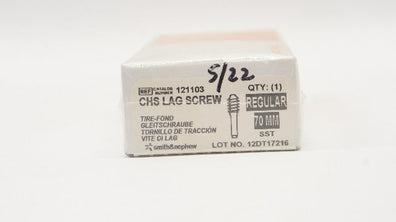 5/22
REF CATALOG NUMBER 121103 QTY: (1)
CHS LAG SCREW REGULAR
70 MM
TIRE-FOND SST
GLEITSCHRAUBE
TORNILLO DE TRACCIÓN
VITE DI LAG
smith&nephew LOT NO. 12DT17216